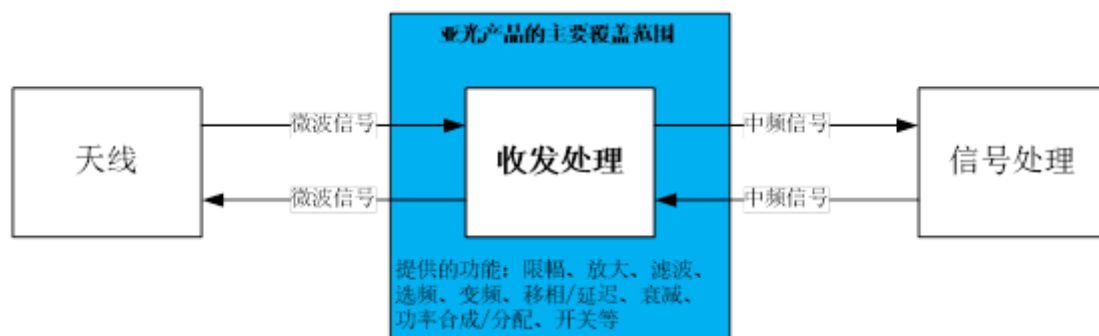 亚光产品的主要覆盖范围
微波信号
中频信号
天线
收发处理
信号处理
微波信号
中频信号
提供的功能：限幅、放大、滤波、
选频、变频、移相/延迟、衰减、
功率合成/分配、开关等